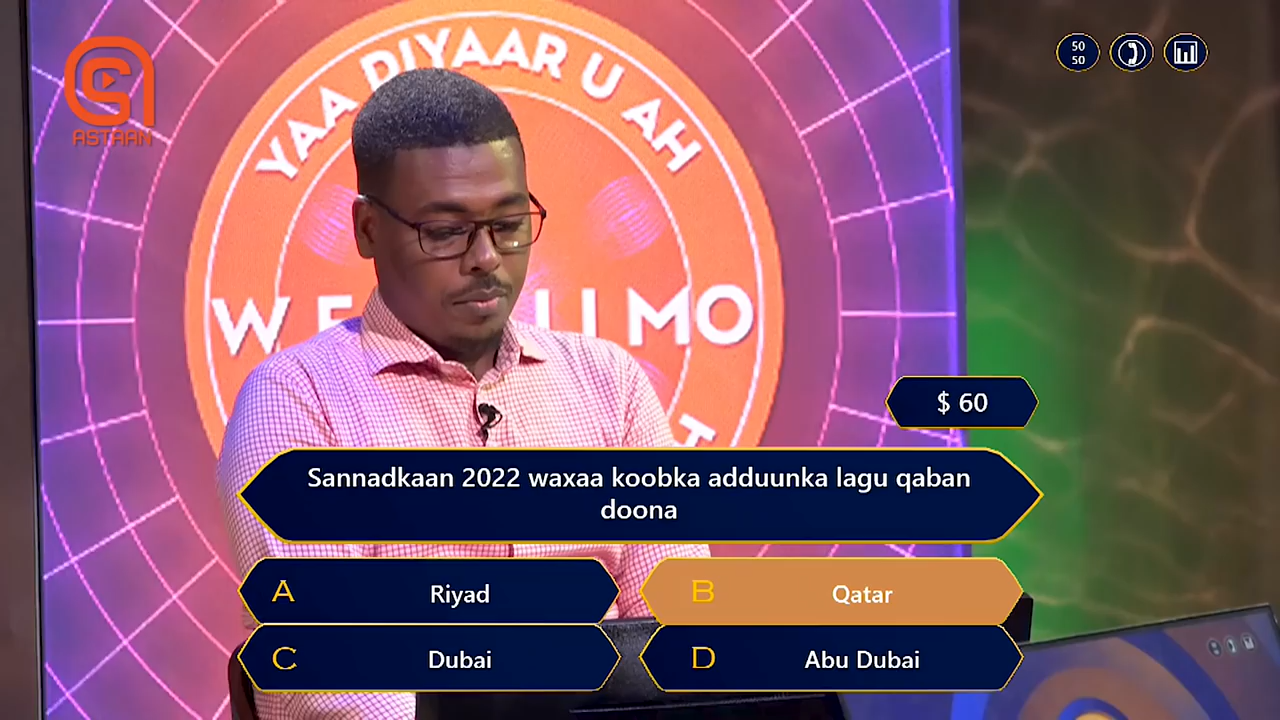 ASTAAN
YAA DIYAAR U AH
MO
50
50
$ 60
Sannadkaan 2022 waxaa koobka adduunka lagu qaban
doona
A Riyad
B Qatar
C Dubai
D Abu Dubai